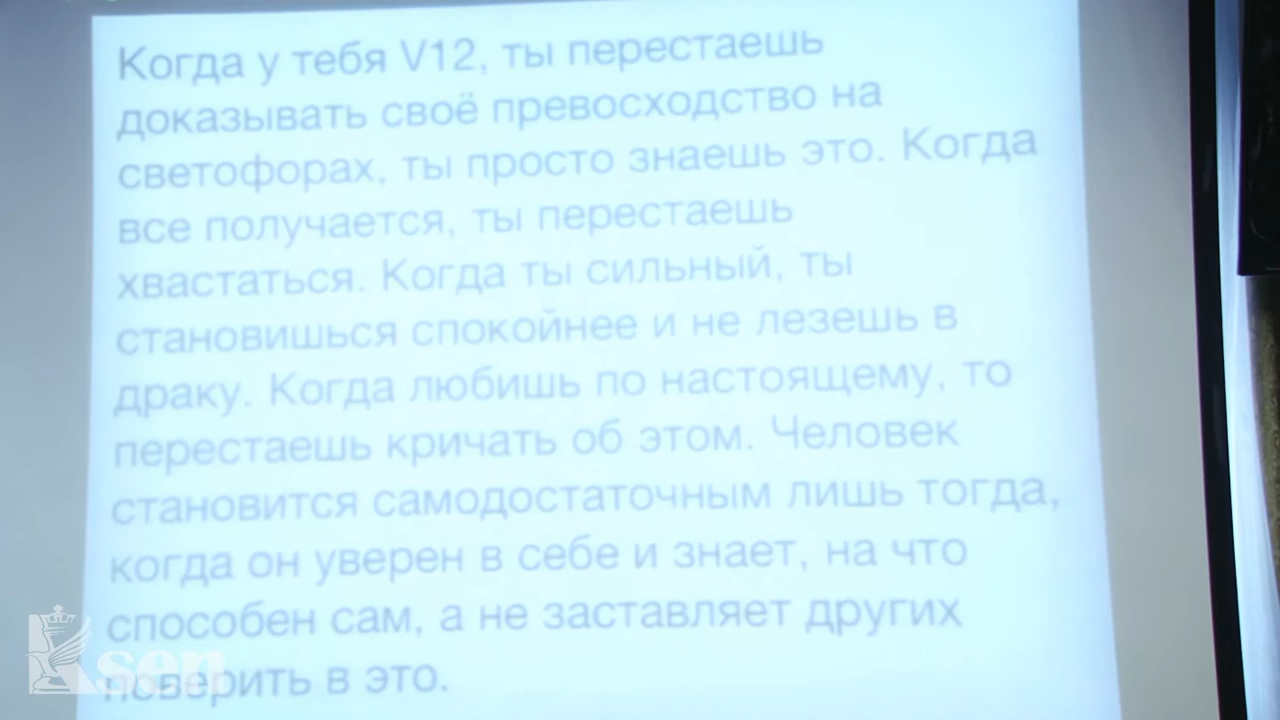 Когда у тебя V12, ты перестаешь
доказывать своё превосходство на
светофорах, ты просто знаешь это. Когда
все получается, ты перестаешь
хвастаться. Когда ты сильный, ты
становишься спокойнее и не лезешь в
драку. Когда любишь по настоящему, то
перестаешь кричать об этом. Человек
становится самодостаточным лишь тогда,
когда он уверен в себе и знает, на что
способен сам, а не заставляет других
поверить в это.
Ksen